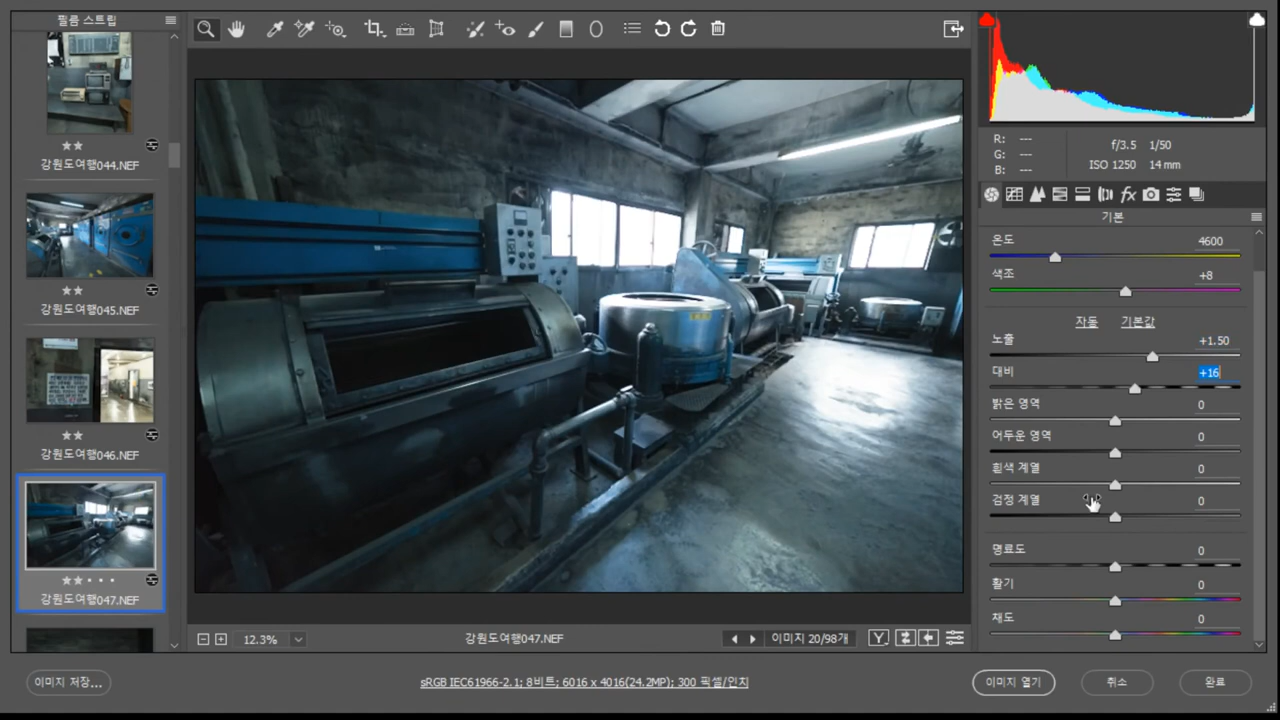 필름 스트립
강원도여행044.NEF
강원도여행045.NEF
강원도여행046.NEF
강원도여행047.NEF
12.3%
강원도여행047.NEF
이미지 20/98개
Y
R: ---
G: ---
B: ---
f/3.5 1/50
ISO 1250 14 mm
fx
기본
온도 4600
색조 +8
자동 기본값
노출 +1.50
대비 +16
밝은 영역 0
어두운 영역 0
흰색 계열 0
검정 계열 0
명료도 0
활기 0
채도 0
이미지 저장...
sRGB IEC61966-2.1; 8비트; 6016 x 4016(24.2MP); 300 픽셀/인치
이미지 열기
취소
완료